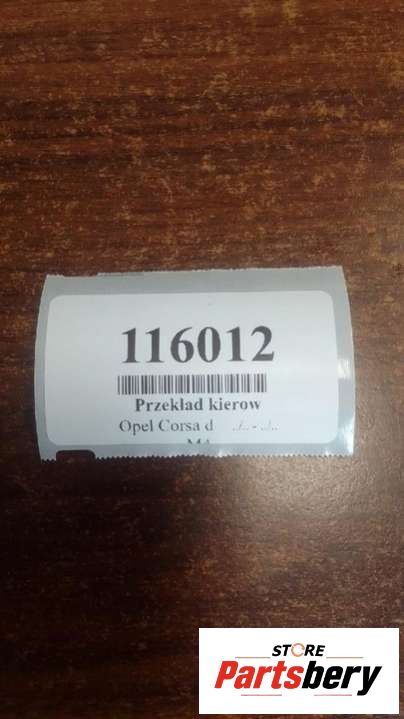 116012
Przekład kierow
Opel Corsa d ./.. - ./..
STORE
Partsbery